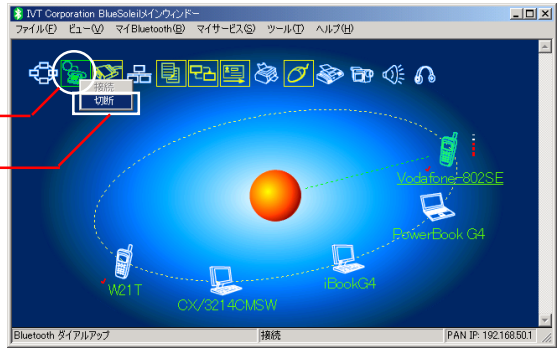 IVT Corporation BlueSoleilメインウィンドー
ファイル(F) ビュー(V) マイBluetooth(B) マイサービス(S) ツール(T) ヘルプ(H)
接続
切断
Vodafone-802SE
PowerBook G4
iBookG4
CX/3214CMSW
W21T
Bluetooth ダイアルアップ 接続 PAN IP: 192.168.50.1